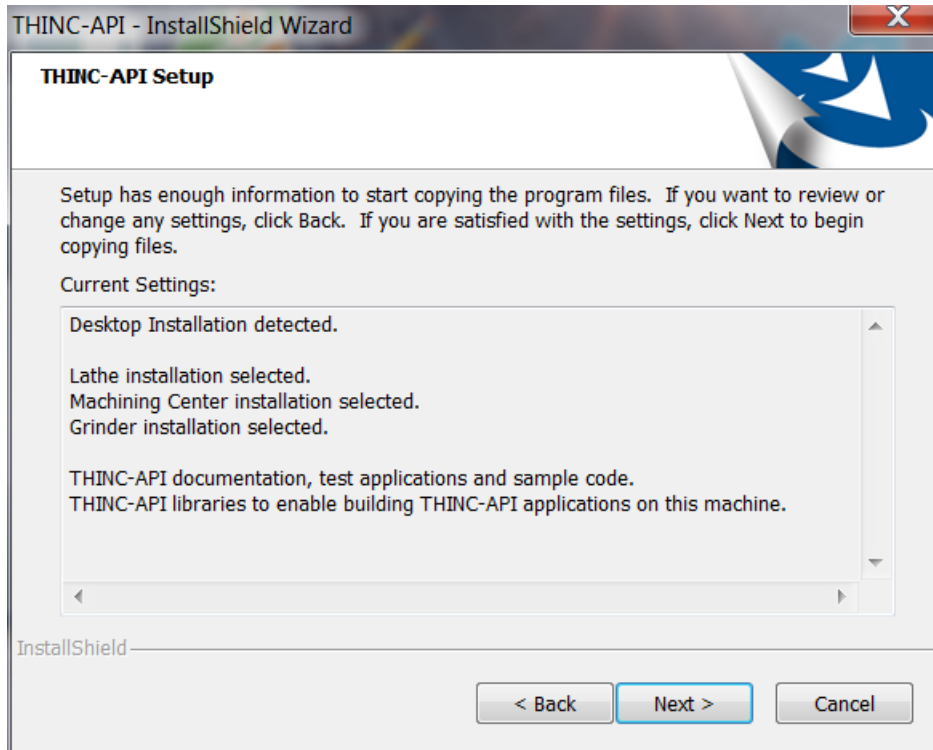 THINC-API - InstallShield Wizard
X
THINC-API Setup
Setup has enough information to start copying the program files.  If you want to review or
change any settings, click Back.  If you are satisfied with the settings, click Next to begin
copying files.
Current Settings:
Desktop Installation detected.
Lathe installation selected.
Machining Center installation selected.
Grinder installation selected.
THINC-API documentation, test applications and sample code.
THINC-API libraries to enable building THINC-API applications on this machine.
InstallShield
< Back
Next >
Cancel